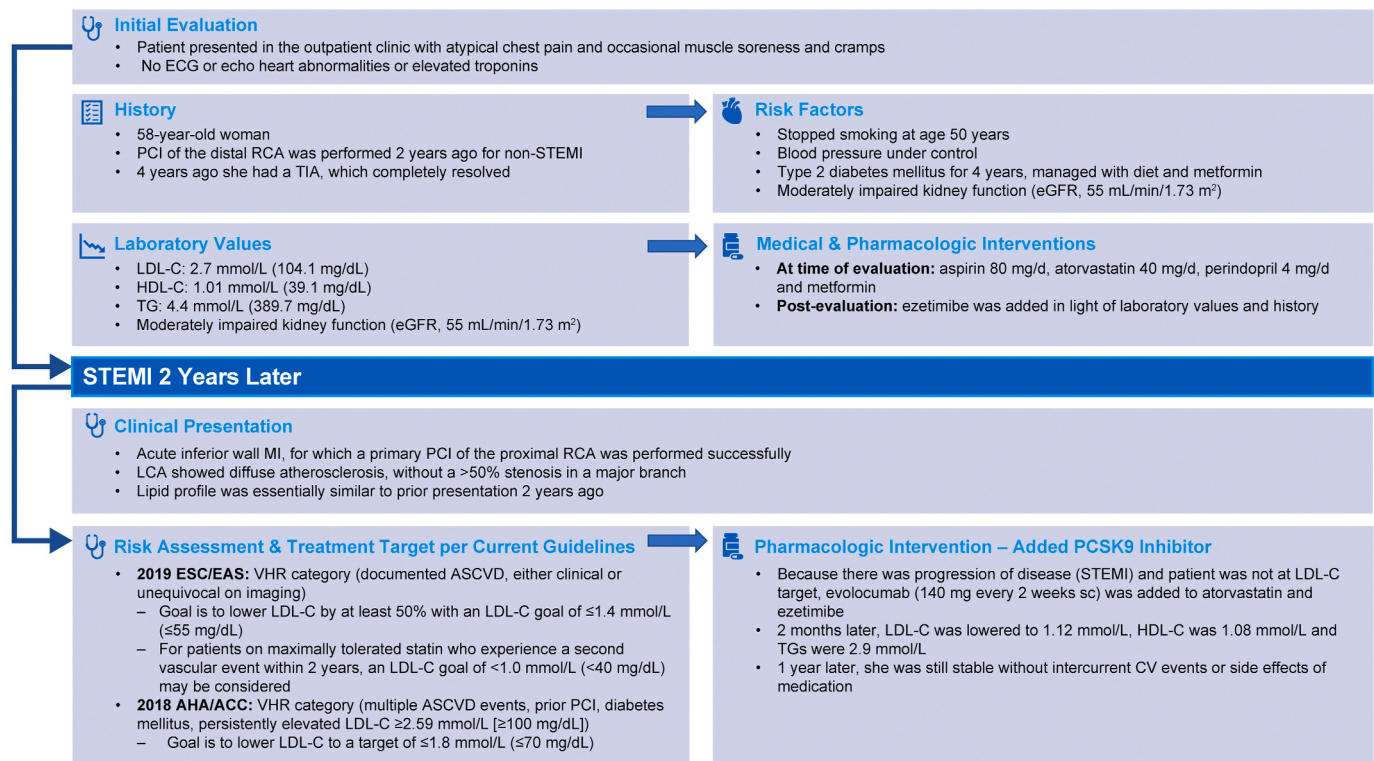 Initial Evaluation
• Patient presented in the outpatient clinic with atypical chest pain and occasional muscle soreness and cramps
• No ECG or echo heart abnormalities or elevated troponins
History
• 58-year-old woman
• PCI of the distal RCA was performed 2 years ago for non-STEMI
• 4 years ago she had a TIA, which completely resolved
Risk Factors
• Stopped smoking at age 50 years
• Blood pressure under control
• Type 2 diabetes mellitus for 4 years, managed with diet and metformin
• Moderately impaired kidney function (eGFR, 55 mL/min/1.73 m²)
Laboratory Values
• LDL-C: 2.7 mmol/L (104.1 mg/dL)
• HDL-C: 1.01 mmol/L (39.1 mg/dL)
• TG: 4.4 mmol/L (389.7 mg/dL)
• Moderately impaired kidney function (eGFR, 55 mL/min/1.73 m²)
Medical & Pharmacologic Interventions
• At time of evaluation: aspirin 80 mg/d, atorvastatin 40 mg/d, perindopril 4 mg/d
and metformin
• Post-evaluation: ezetimibe was added in light of laboratory values and history
STEMI 2 Years Later
Clinical Presentation
• Acute inferior wall MI, for which a primary PCI of the proximal RCA was performed successfully
• LCA showed diffuse atherosclerosis, without a >50% stenosis in a major branch
• Lipid profile was essentially similar to prior presentation 2 years ago
Risk Assessment & Treatment Target per Current Guidelines
• 2019 ESC/EAS: VHR category (documented ASCVD, either clinical or
unequivocal on imaging)
– Goal is to lower LDL-C by at least 50% with an LDL-C goal of ≤1.4 mmol/L
(≤55 mg/dL)
– For patients on maximally tolerated statin who experience a second
vascular event within 2 years, an LDL-C goal of <1.0 mmol/L (<40 mg/dL)
may be considered
• 2018 AHA/ACC: VHR category (multiple ASCVD events, prior PCI, diabetes
mellitus, persistently elevated LDL-C ≥2.59 mmol/L [≥100 mg/dL])
– Goal is to lower LDL-C to a target of ≤1.8 mmol/L (≤70 mg/dL)
Pharmacologic Intervention – Added PCSK9 Inhibitor
• Because there was progression of disease (STEMI) and patient was not at LDL-C
target, evolocumab (140 mg every 2 weeks sc) was added to atorvastatin and
ezetimibe
• 2 months later, LDL-C was lowered to 1.12 mmol/L, HDL-C was 1.08 mmol/L and
TGs were 2.9 mmol/L
• 1 year later, she was still stable without intercurrent CV events or side effects of
medication